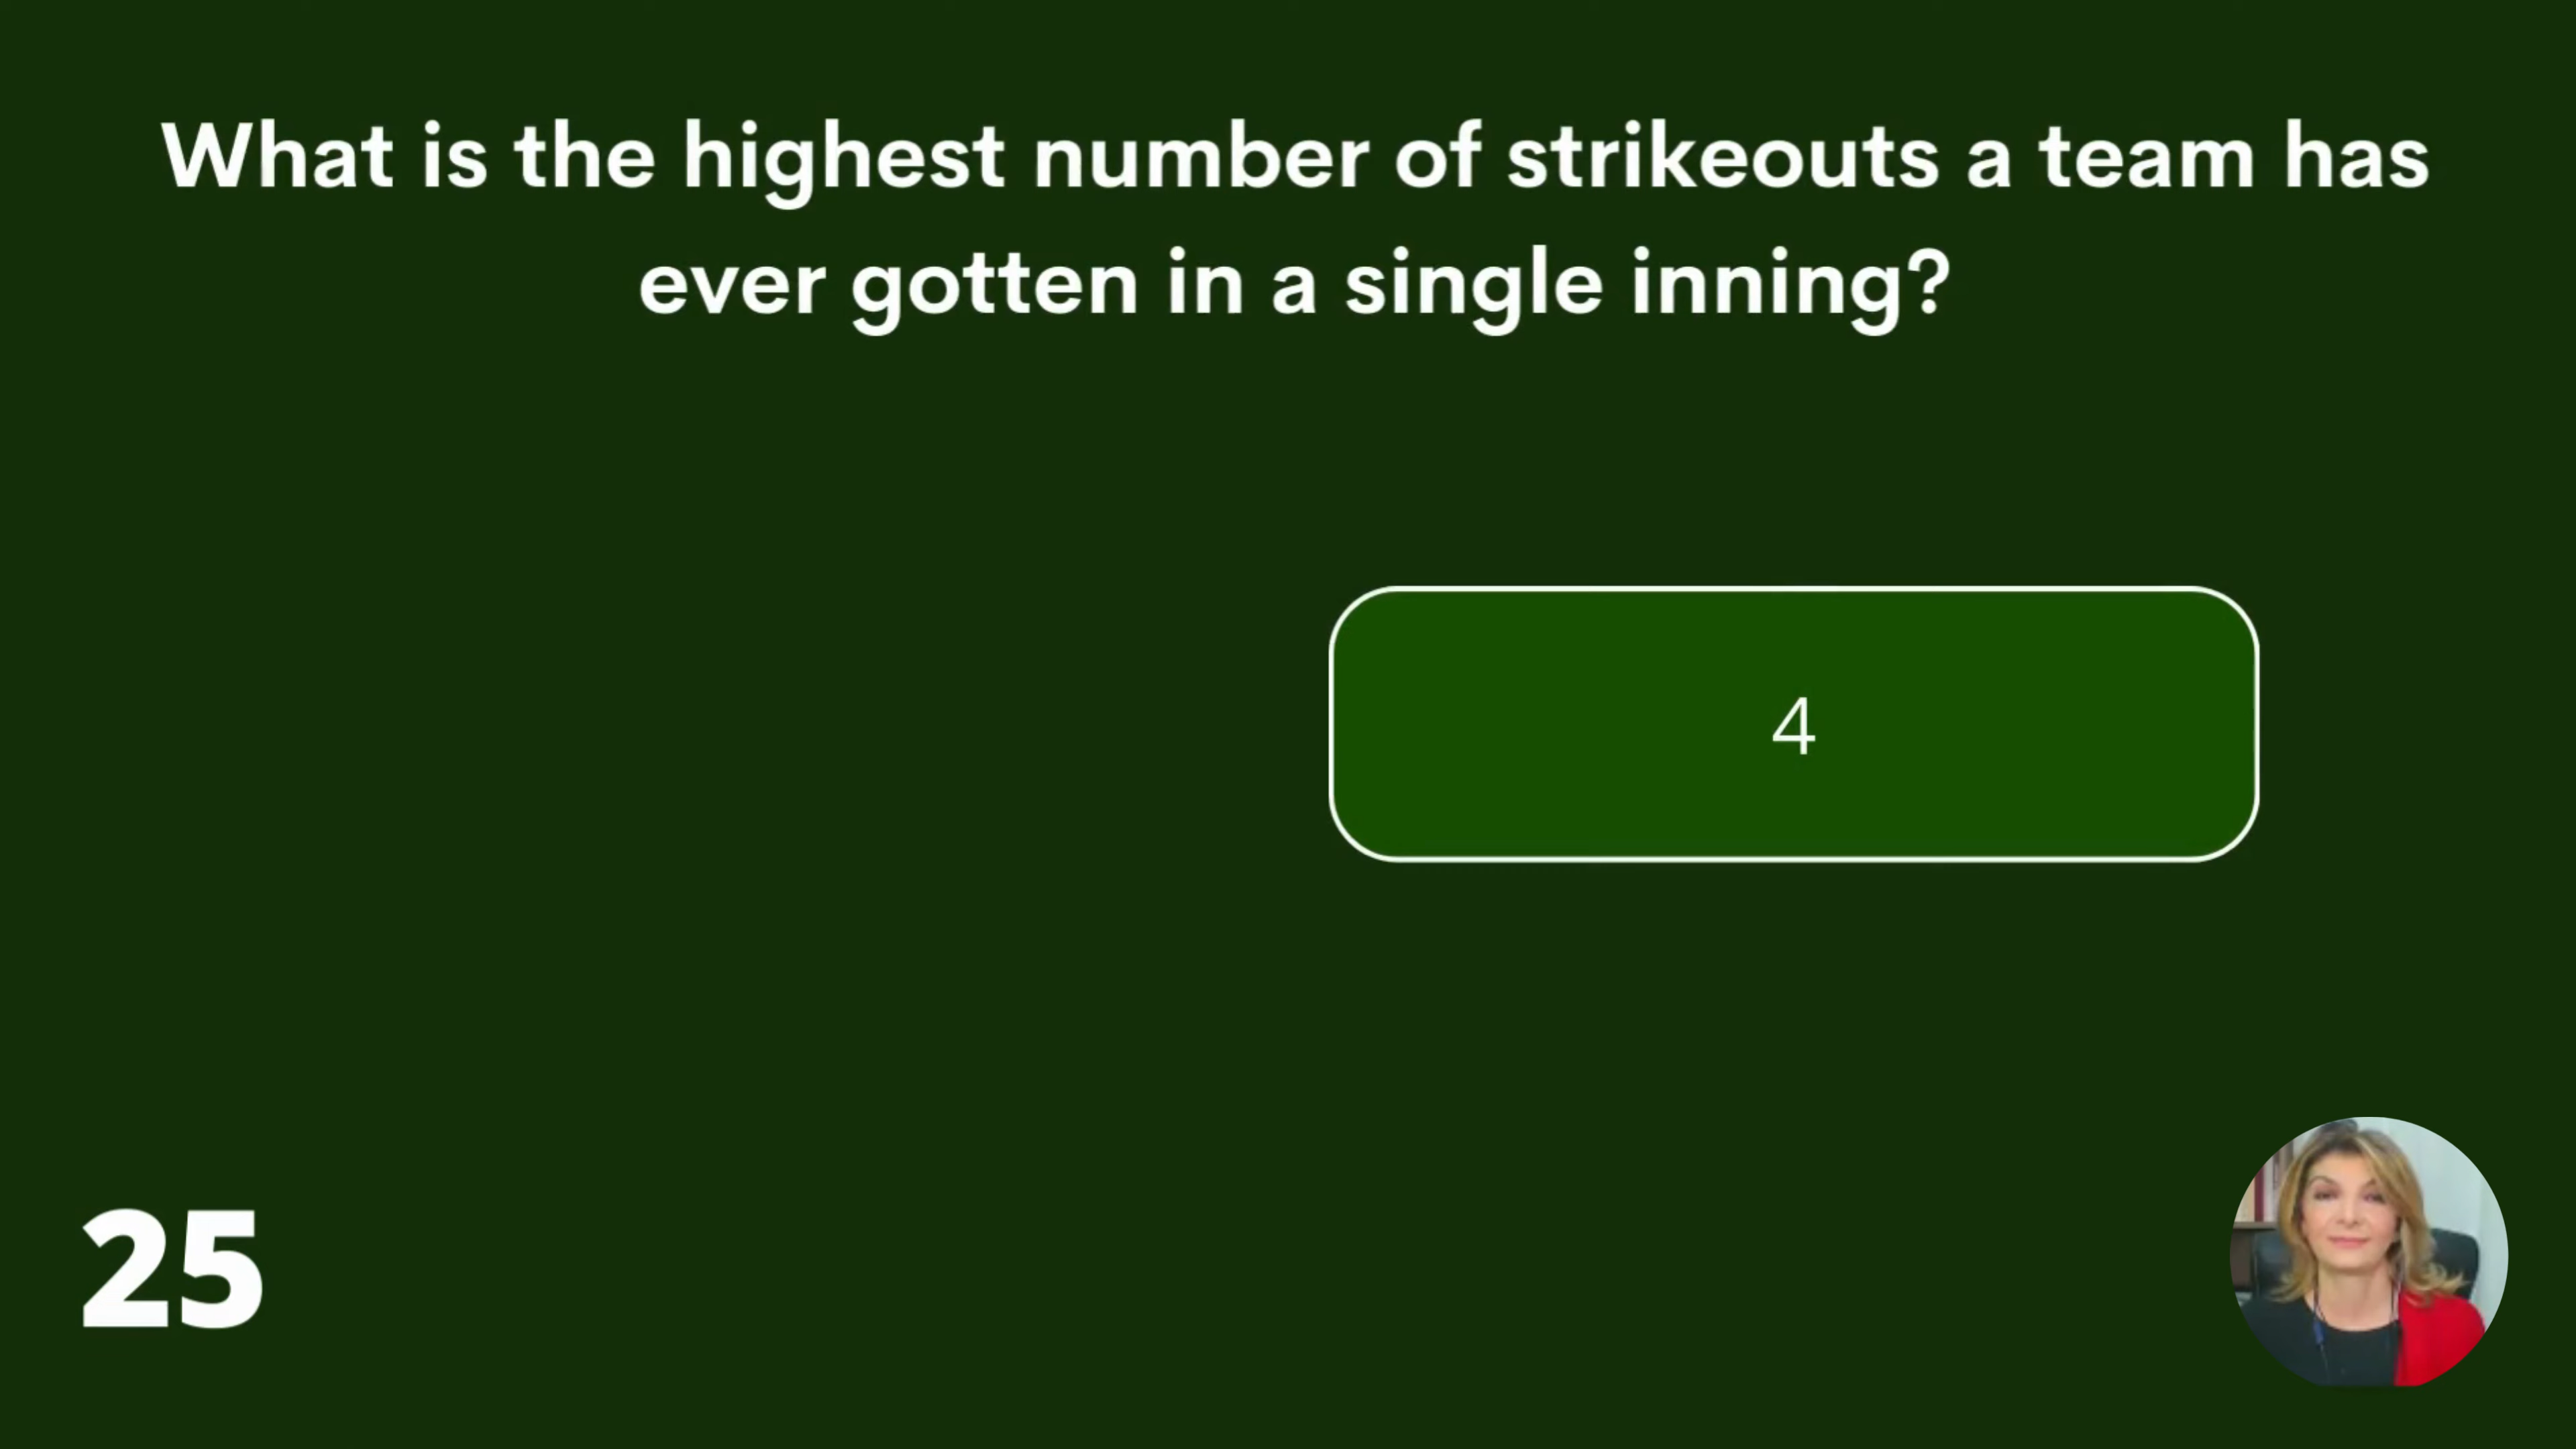 What is the highest number of strikeouts a team has
ever gotten in a single inning?
4
25